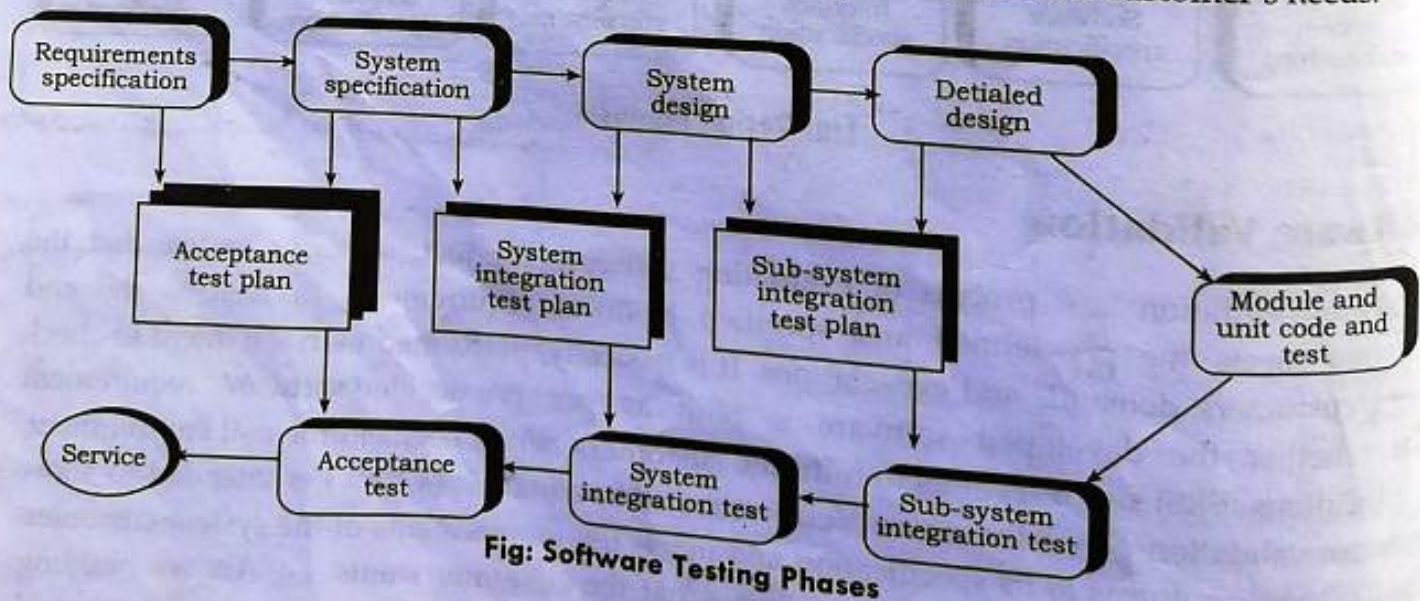 Customer's needs.
Requirements
specification
System
specification
System
design
Detialed
design
Acceptance
test plan
System
integration
test plan
Sub-system
integration
test plan
Module and
unit code and
test
Service
Acceptance
test
System
integration test
Sub-system
integration test
Fig: Software Testing Phases